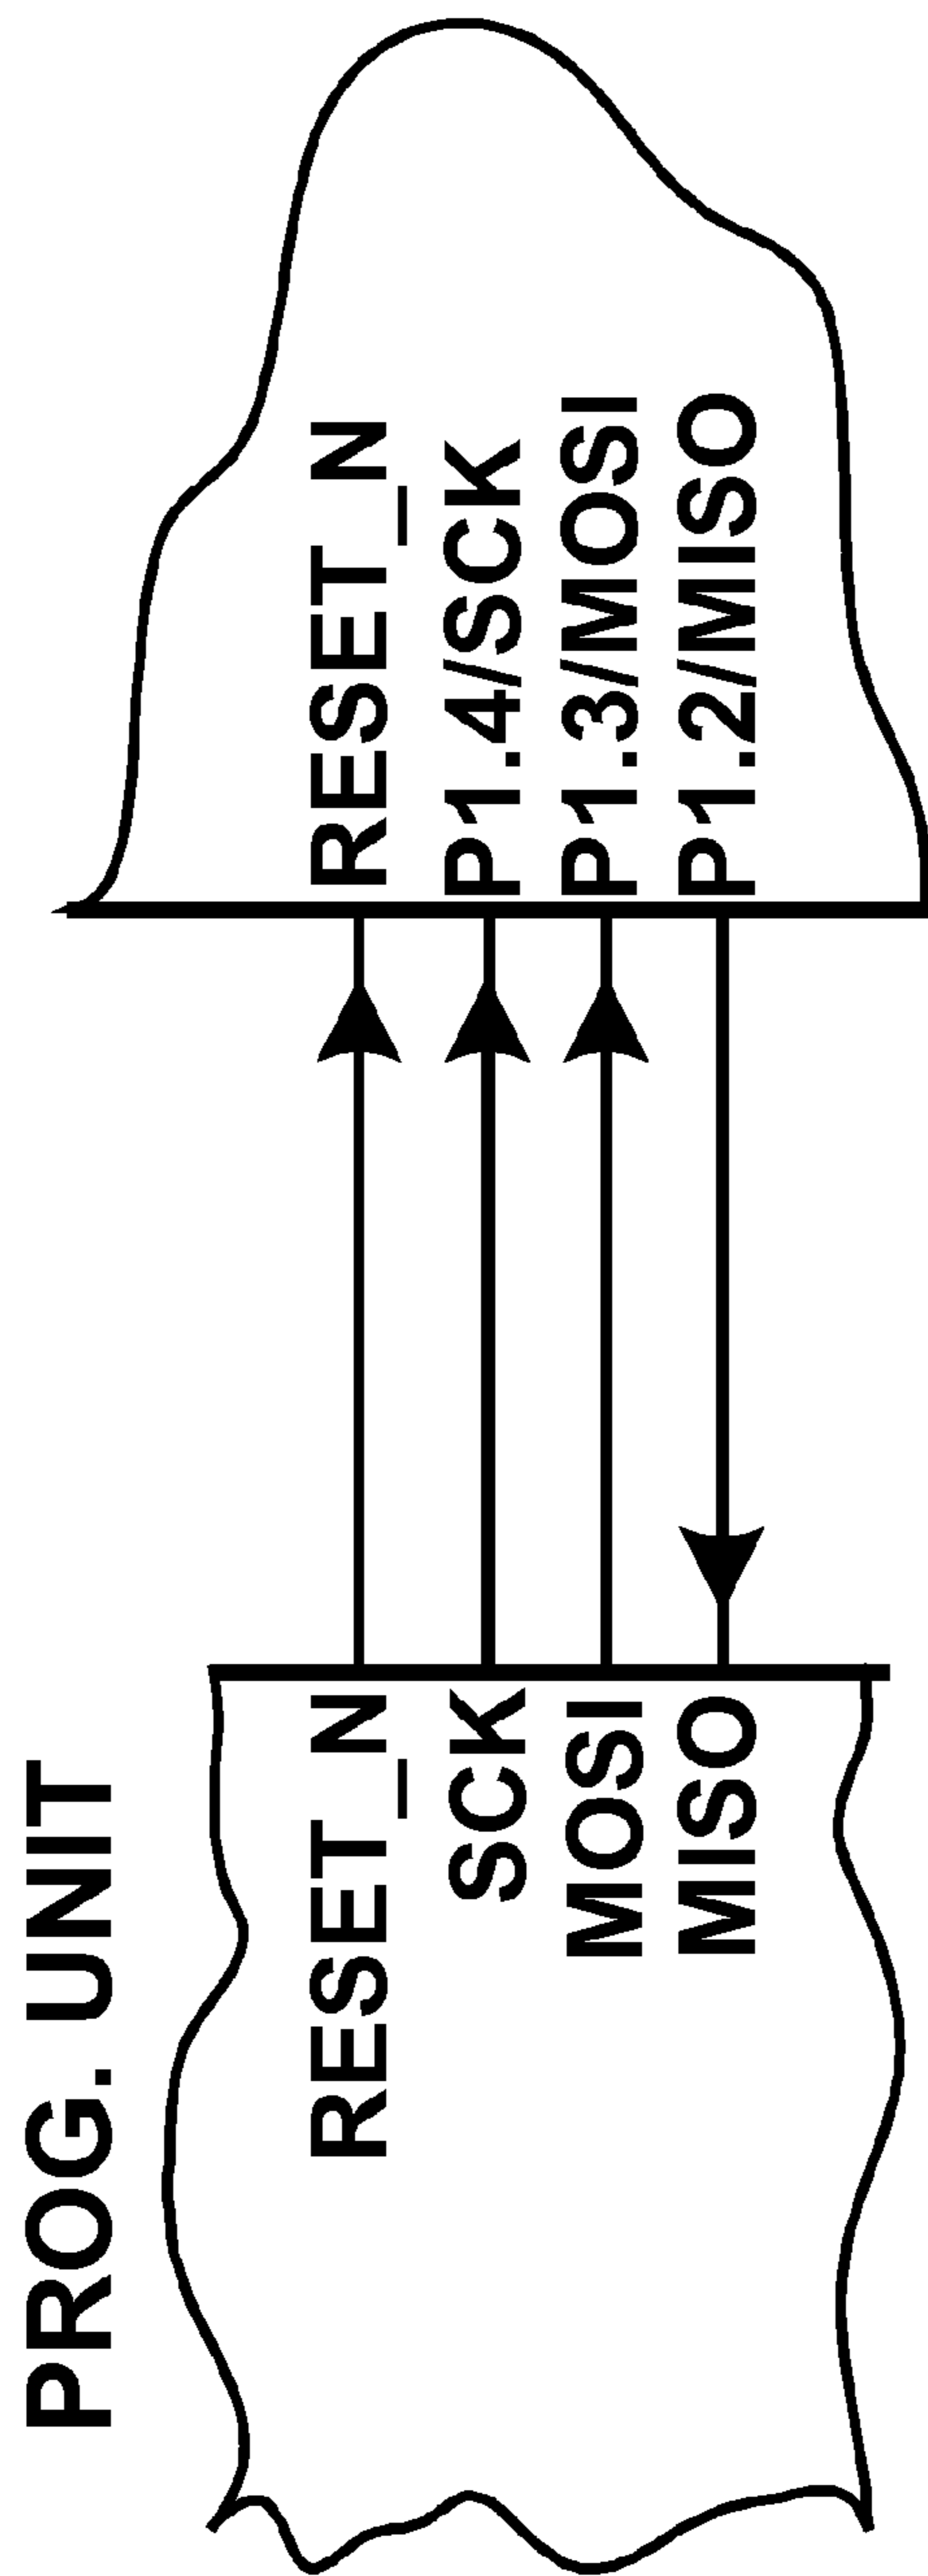 PROG. UNIT
RESET_N
SCK
MOSI
MISO
RESET_N
P1.4/SCK
P1.3/MOSI
P1.2/MISO